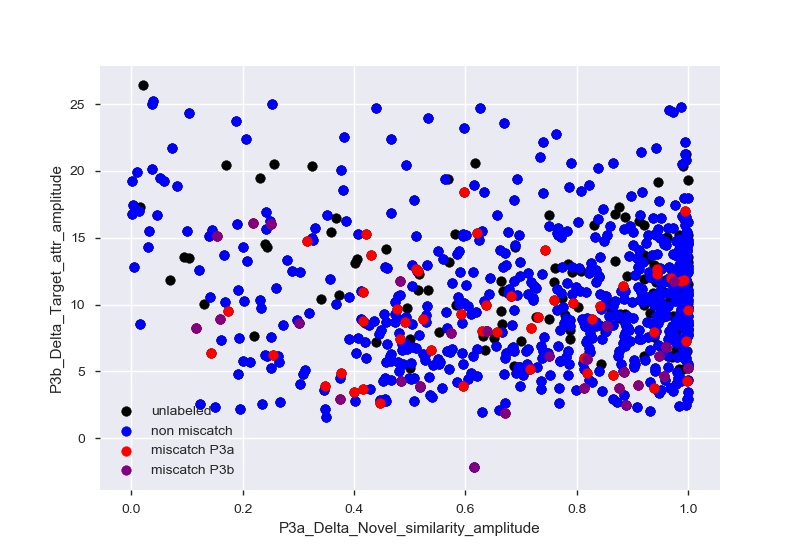 25
20
15
10
5
0
P3b_Delta_Target_attr_amplitude
unlabeled
non miscatch
miscatch P3a
miscatch P3b
0.0 0.2 0.4 0.6 0.8 1.0
P3a_Delta_Novel_similarity_amplitude